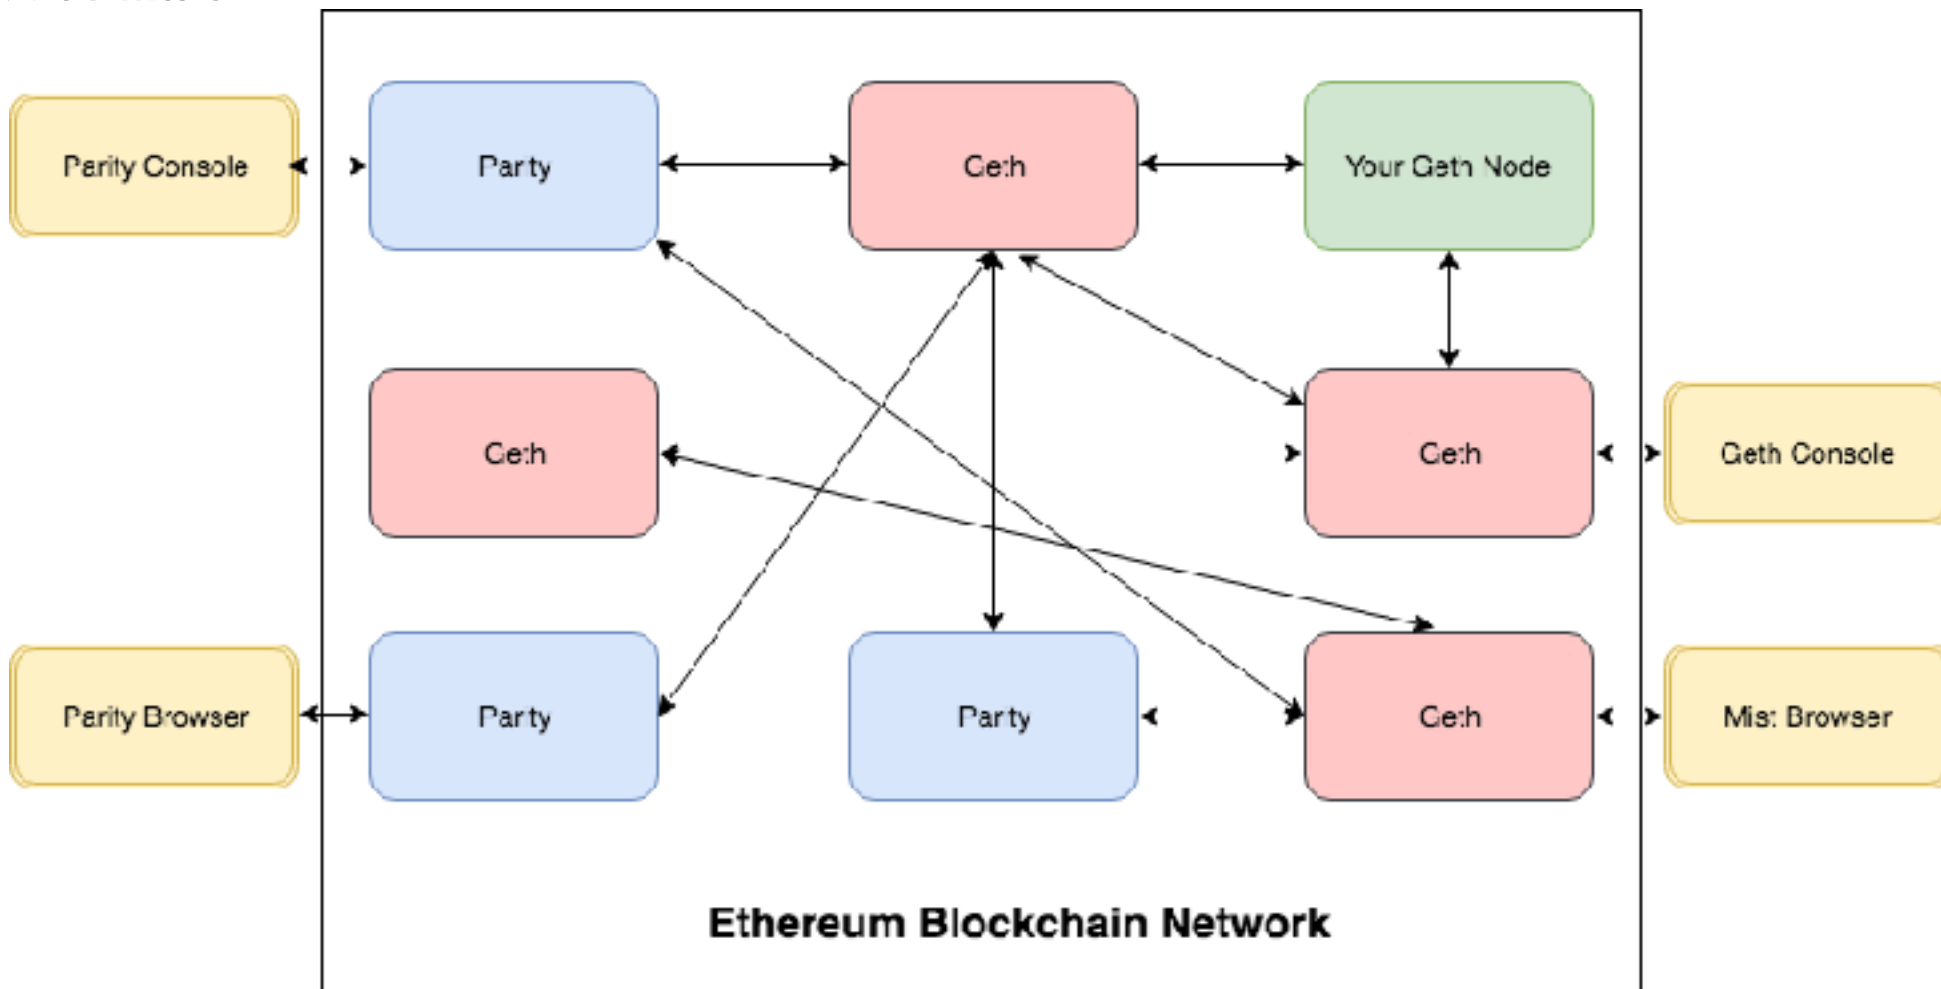 Parity Console
Parity
Geth
Your Geth Node
Geth
Geth
Geth Console
Parity Browser
Parity
Parity
Geth
Mist Browser
Ethereum Blockchain Network